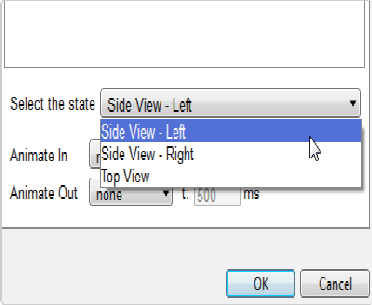 Select the state Side View - Left
Side View - Left
Animate In Side View - Right
Top View
Animate Out none t: 500 ms
OK Cancel